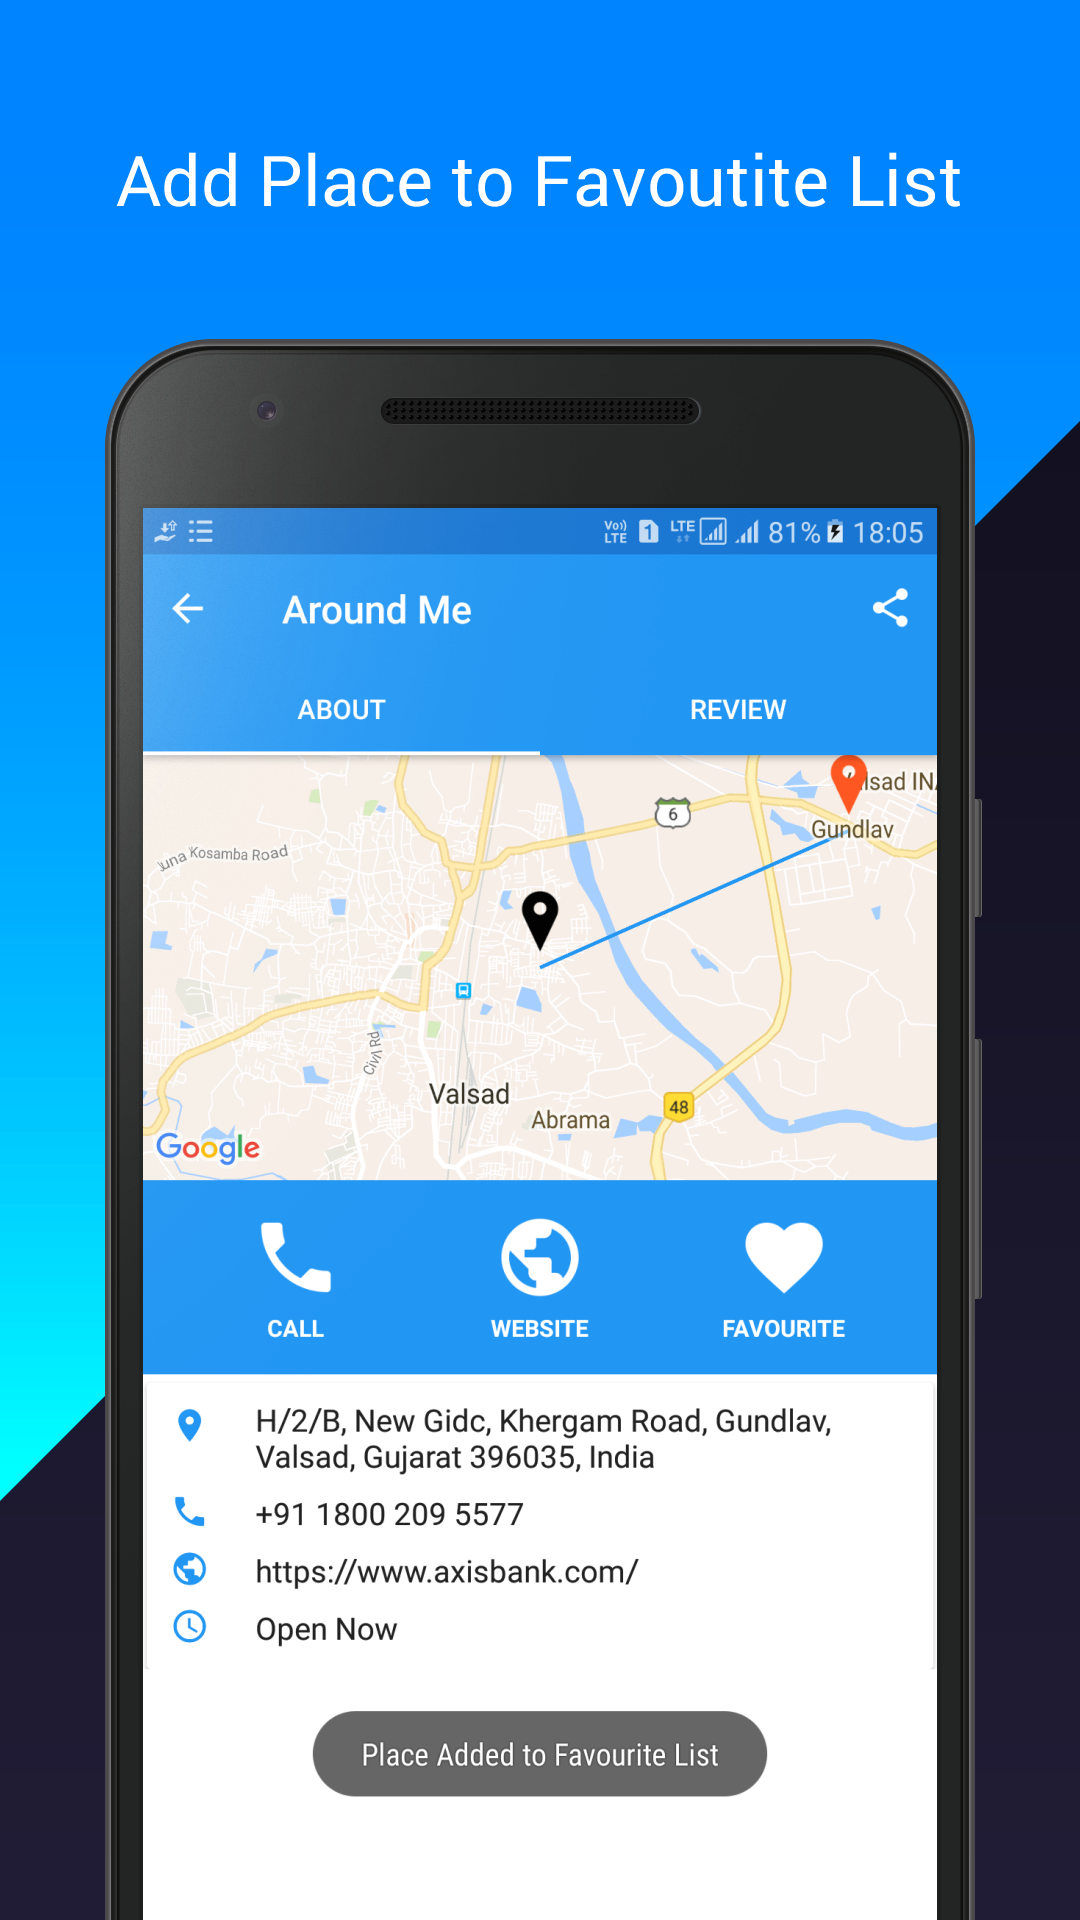 Add Place to Favoutite List
Vo)) LTE 1 LTE 81% 18:05
Around Me
ABOUT REVIEW
lsad IN
6
Gundlav
una Kosamba Road
Civil Rd
Valsad
48
Abrama
Google
CALL WEBSITE FAVOURITE
H/2/B, New Gidc, Khergam Road, Gundlav,
Valsad, Gujarat 396035, India
+91 1800 209 5577
https://www.axisbank.com/
Open Now
Place Added to Favourite List